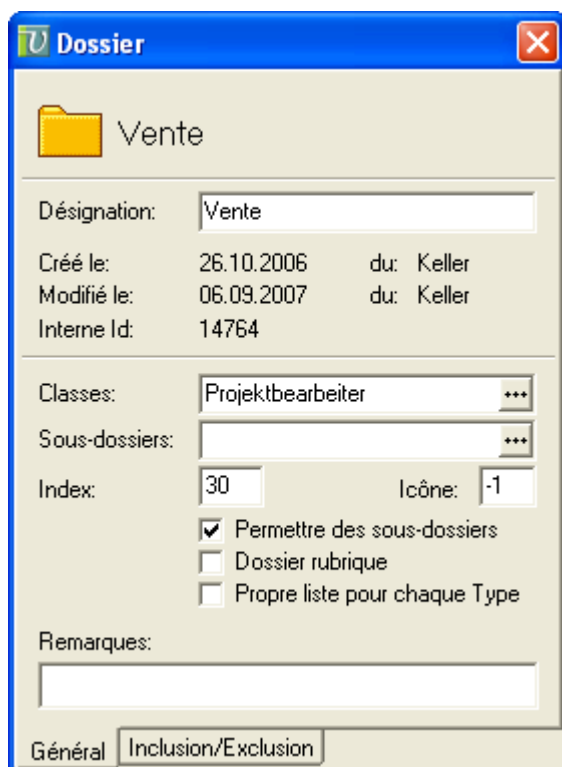 Dossier
Vente
Désignation: Vente
Créé le: 26.10.2006 du: Keller
Modifié le: 06.09.2007 du: Keller
Interne Id: 14764
Classes: Projektbearbeiter ...
Sous-dossiers: ...
Index: 30 Icône: -1
Permettre des sous-dossiers
Dossier rubrique
Propre liste pour chaque Type
Remarques:
Général Inclusion/Exclusion